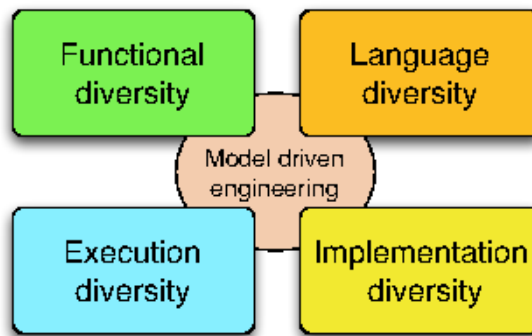 Functional
diversity
Language
diversity
Model driven
engineering
Execution
diversity
Implementation
diversity